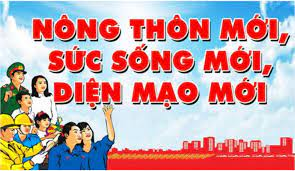 NÔNG THÔN MỚI,
SỨC SỐNG MỚI,
DIỆN MẠO MỚI